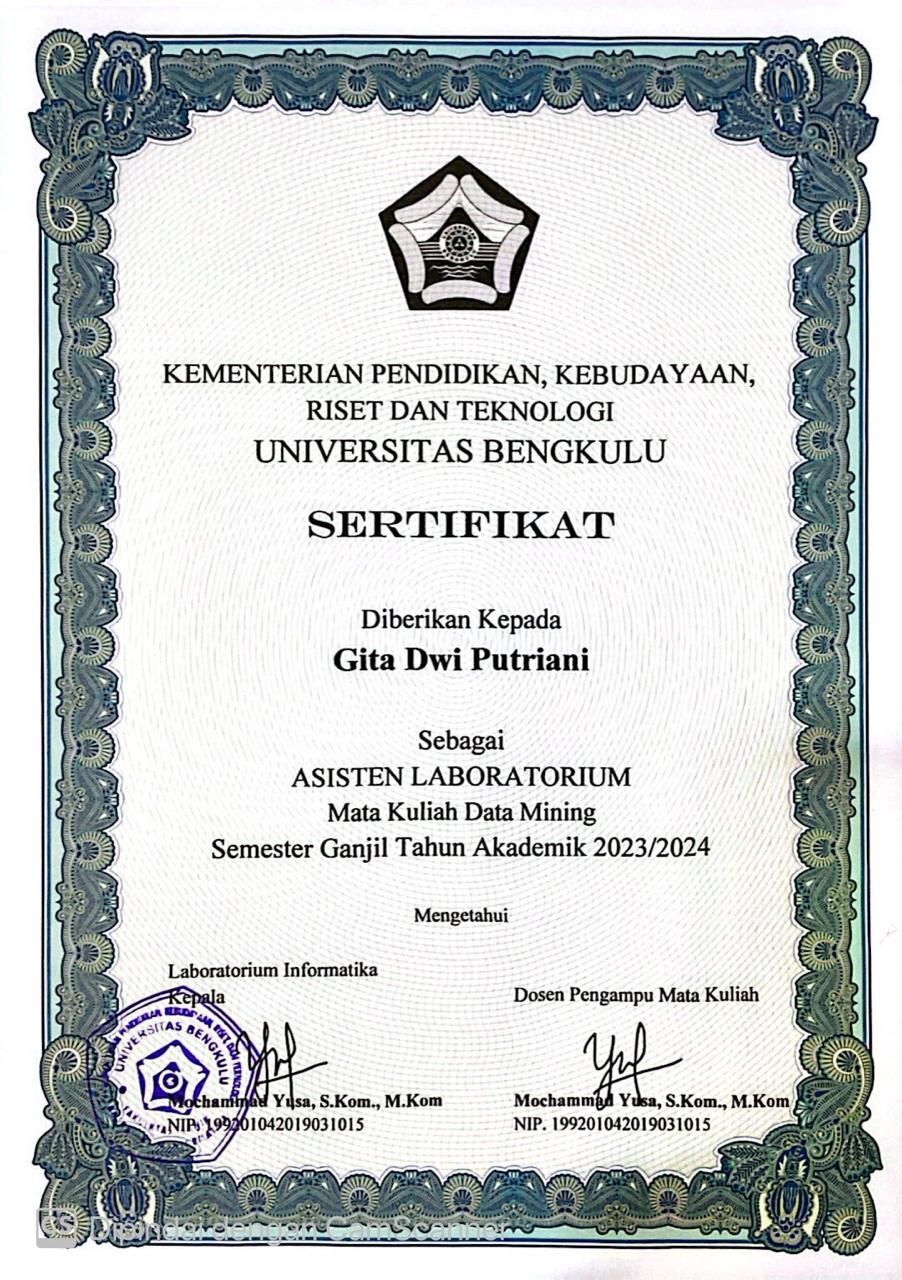 KEMENTERIAN PENDIDIKAN, KEBUDAYAAN,
RISET DAN TEKNOLOGI
UNIVERSITAS BENGKULU
SERTIFIKAT
Diberikan Kepada
Gita Dwi Putriani
Sebagai
ASISTEN LABORATORIUM
Mata Kuliah Data Mining
Semester Ganjil Tahun Akademik 2023/2024
Mengetahui
Laboratorium Informatika
Kepala
UNIVERSITAS BENGKULU
Mochammad Yusa, S.Kom., M.Kom
NIP. 199201042019031015
Dosen Pengampu Mata Kuliah
Mochammad Yusa, S.Kom., M.Kom
NIP. 199201042019031015
CS Dipindai dengan CamScanner